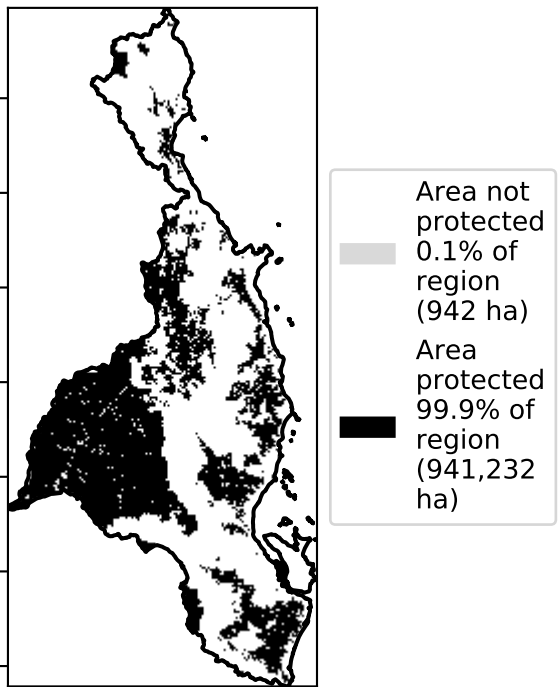 Area not
protected
0.1% of
region
(942 ha)
Area
protected
99.9% of
region
(941,232
ha)